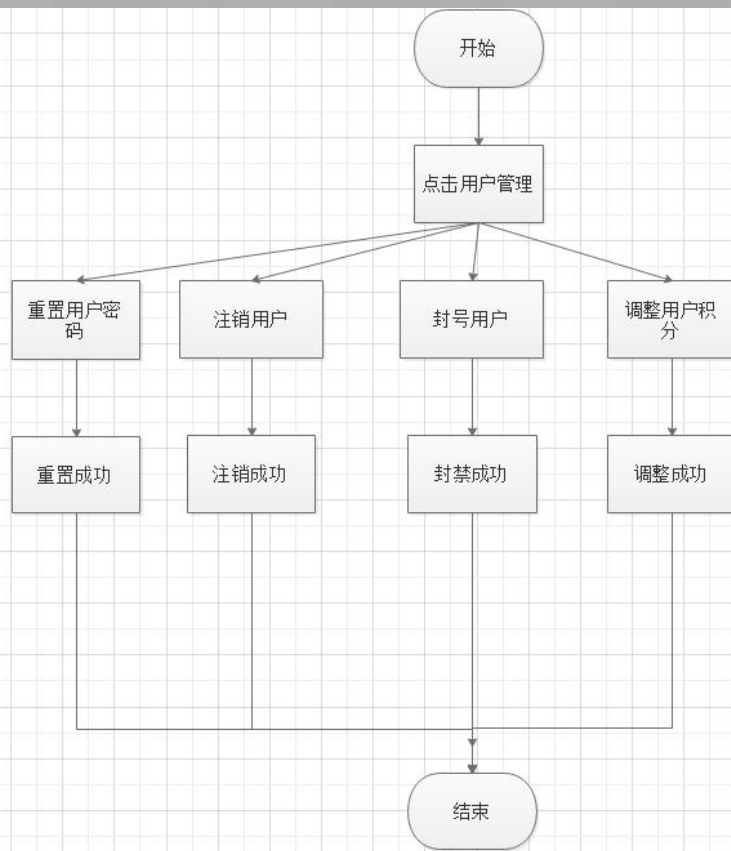 开始
点击用户管理
重置用户密
码
注销用户
封号用户
调整用户积
分
重置成功
注销成功
封禁成功
调整成功
结束